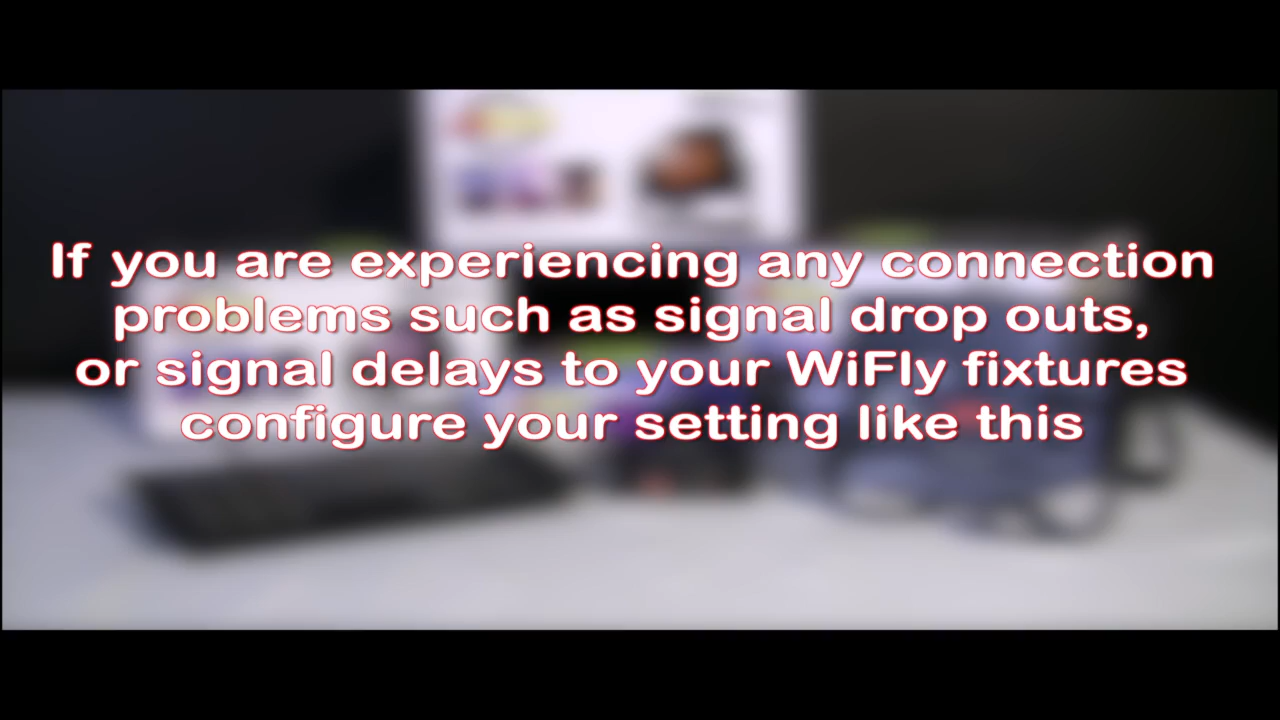 If you are experiencing any connection
problems such as signal drop outs,
or signal delays to your WiFly fixtures
configure your setting like this